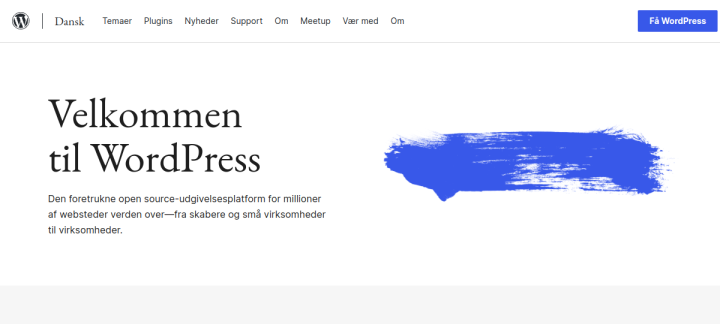 Dansk
Temaer Plugins Nyheder Support Om Meetup Vær med Om
Få WordPress
Velkommen
til WordPress
Den foretrukne open source-udgivelsesplatform for millioner
af websteder verden over—fra skabere og små virksomheder
til virksomheder.